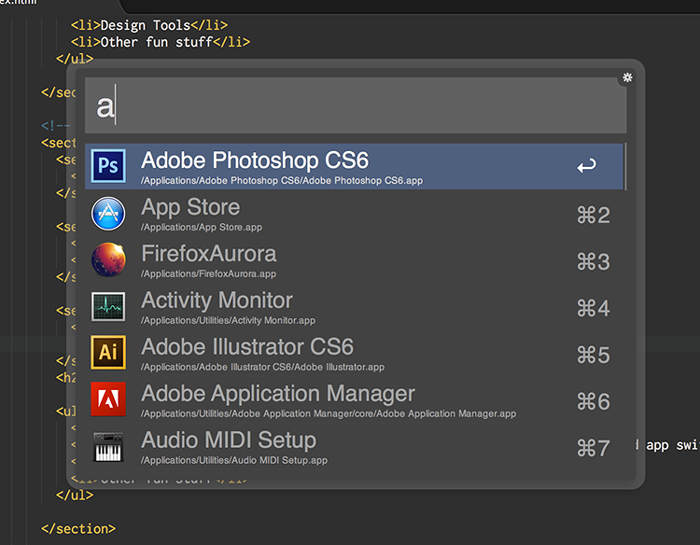 ex.html
<li>Design Tools</li>
<li>Other fun stuff</li>
</ul>
</sec
<!--
<sect
<se
<
</s
<se
<
</s
<se
<
</s
<h
<ul
<
<
<
<li>Other fun stuff</li>
</ul>
</section>
d app swi
a
Ps
Adobe Photoshop CS6
/Applications/Adobe Photoshop CS6/Adobe Photoshop CS6.app
↩
App Store
/Applications/App Store.app
⌘2
FirefoxAurora
/Applications/FirefoxAurora.app
⌘3
Activity Monitor
/Applications/Utilities/Activity Monitor.app
⌘4
Ai
Adobe Illustrator CS6
/Applications/Adobe Illustrator CS6/Adobe Illustrator.app
⌘5
Adobe Application Manager
/Applications/Utilities/Adobe Application Manager/core/Adobe Application Manager.app
⌘6
Audio MIDI Setup
/Applications/Utilities/Audio MIDI Setup.app
⌘7